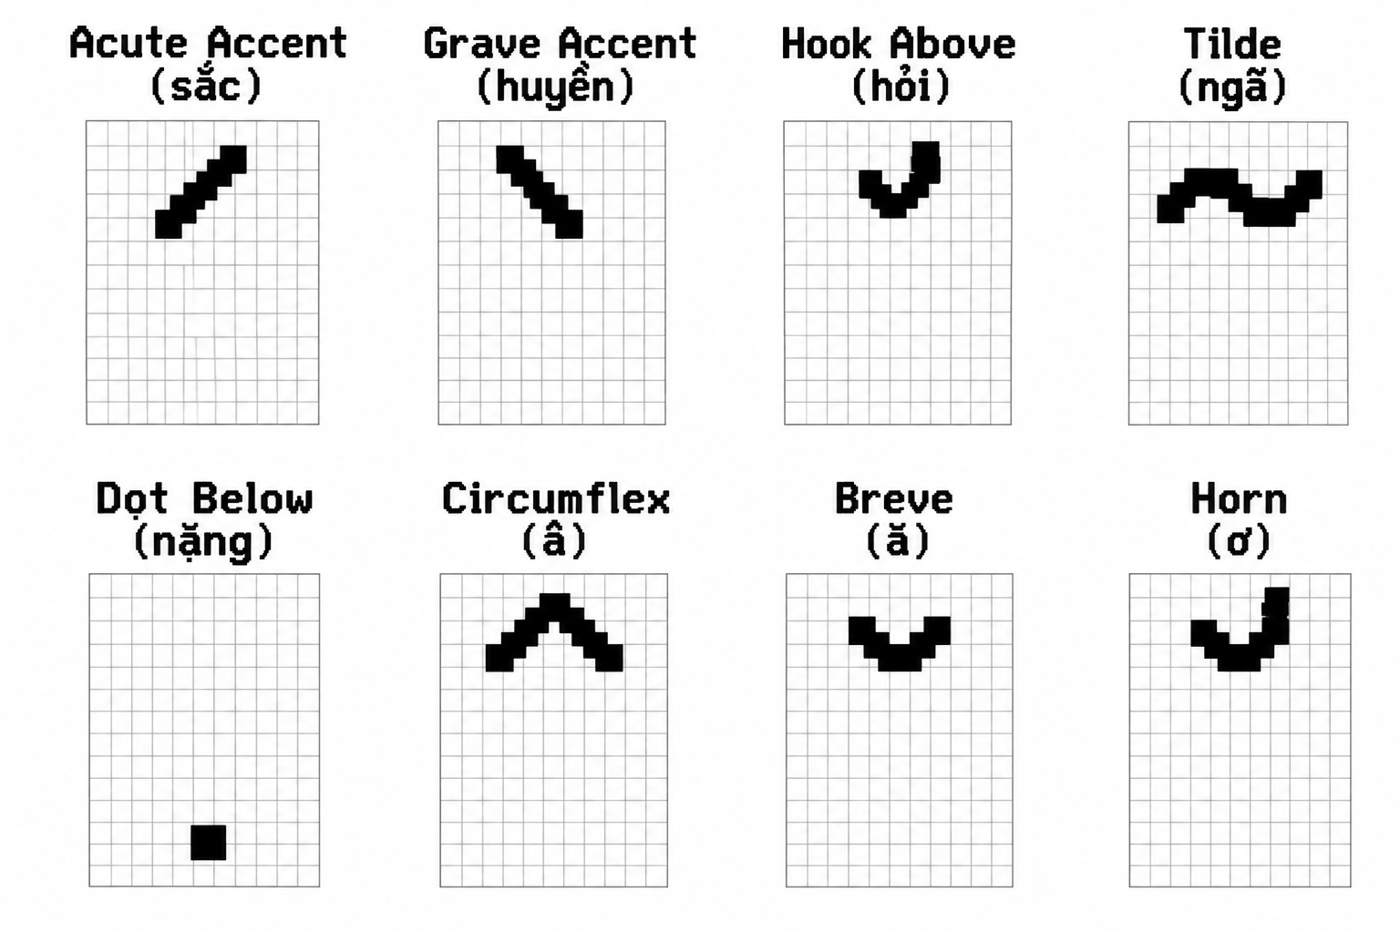 Acute Accent
(sắc)
Grave Accent
(huyền)
Hook Above
(hỏi)
Tilde
(ngã)
Dọt Below
(nặng)
Circumflex
(â)
Breve
(ă)
Horn
(ơ)